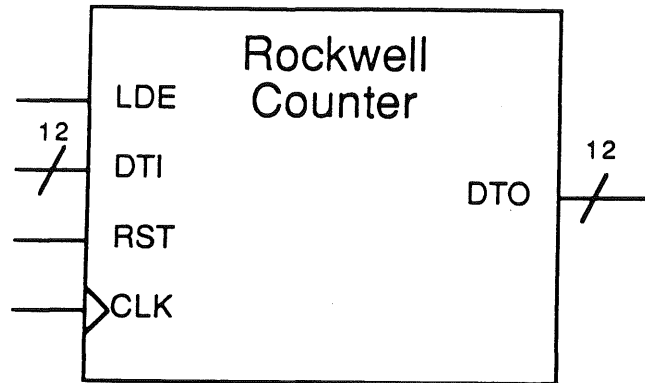 Rockwell
Counter
LDE
12
DTI
RST
CLK
12
DTO